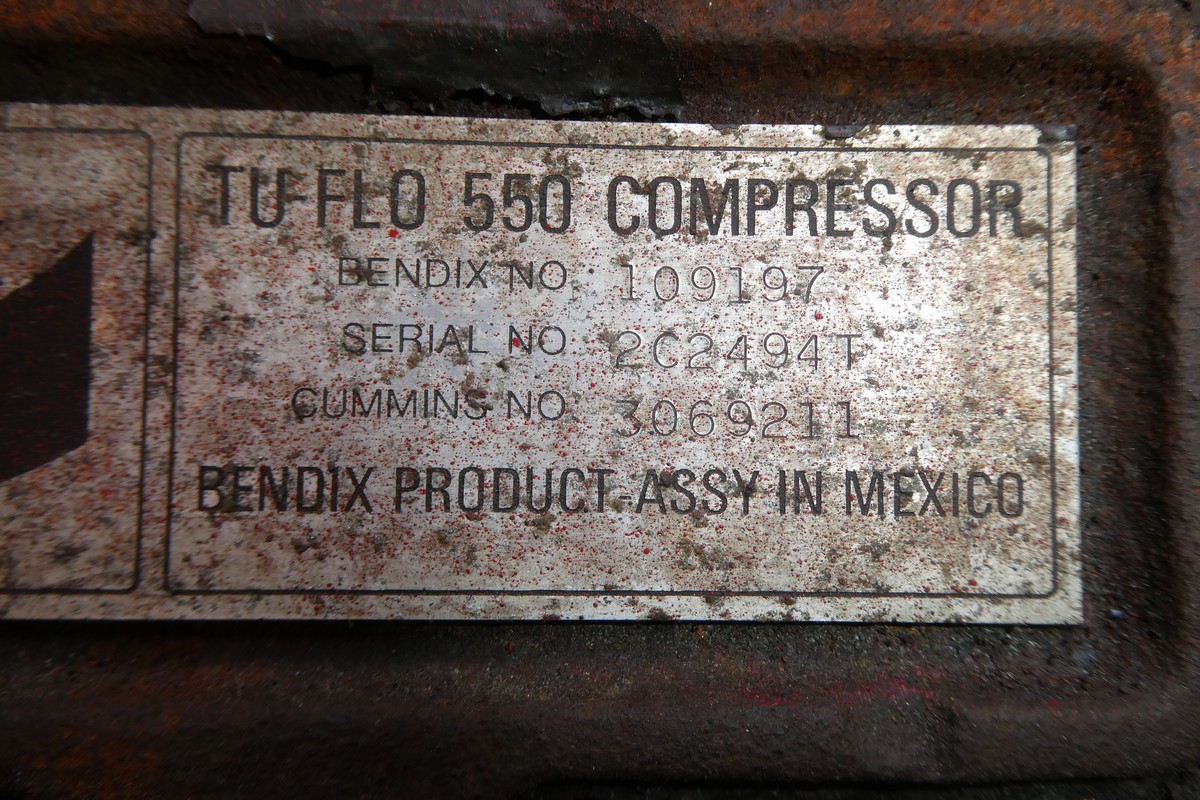 TU-FLO 550 COMPRESSOR
BENDIX NO 109197
SERIAL NO 2C2494T
CUMMINS NO 3069211
BENDIX PRODUCT-ASSY IN MEXICO